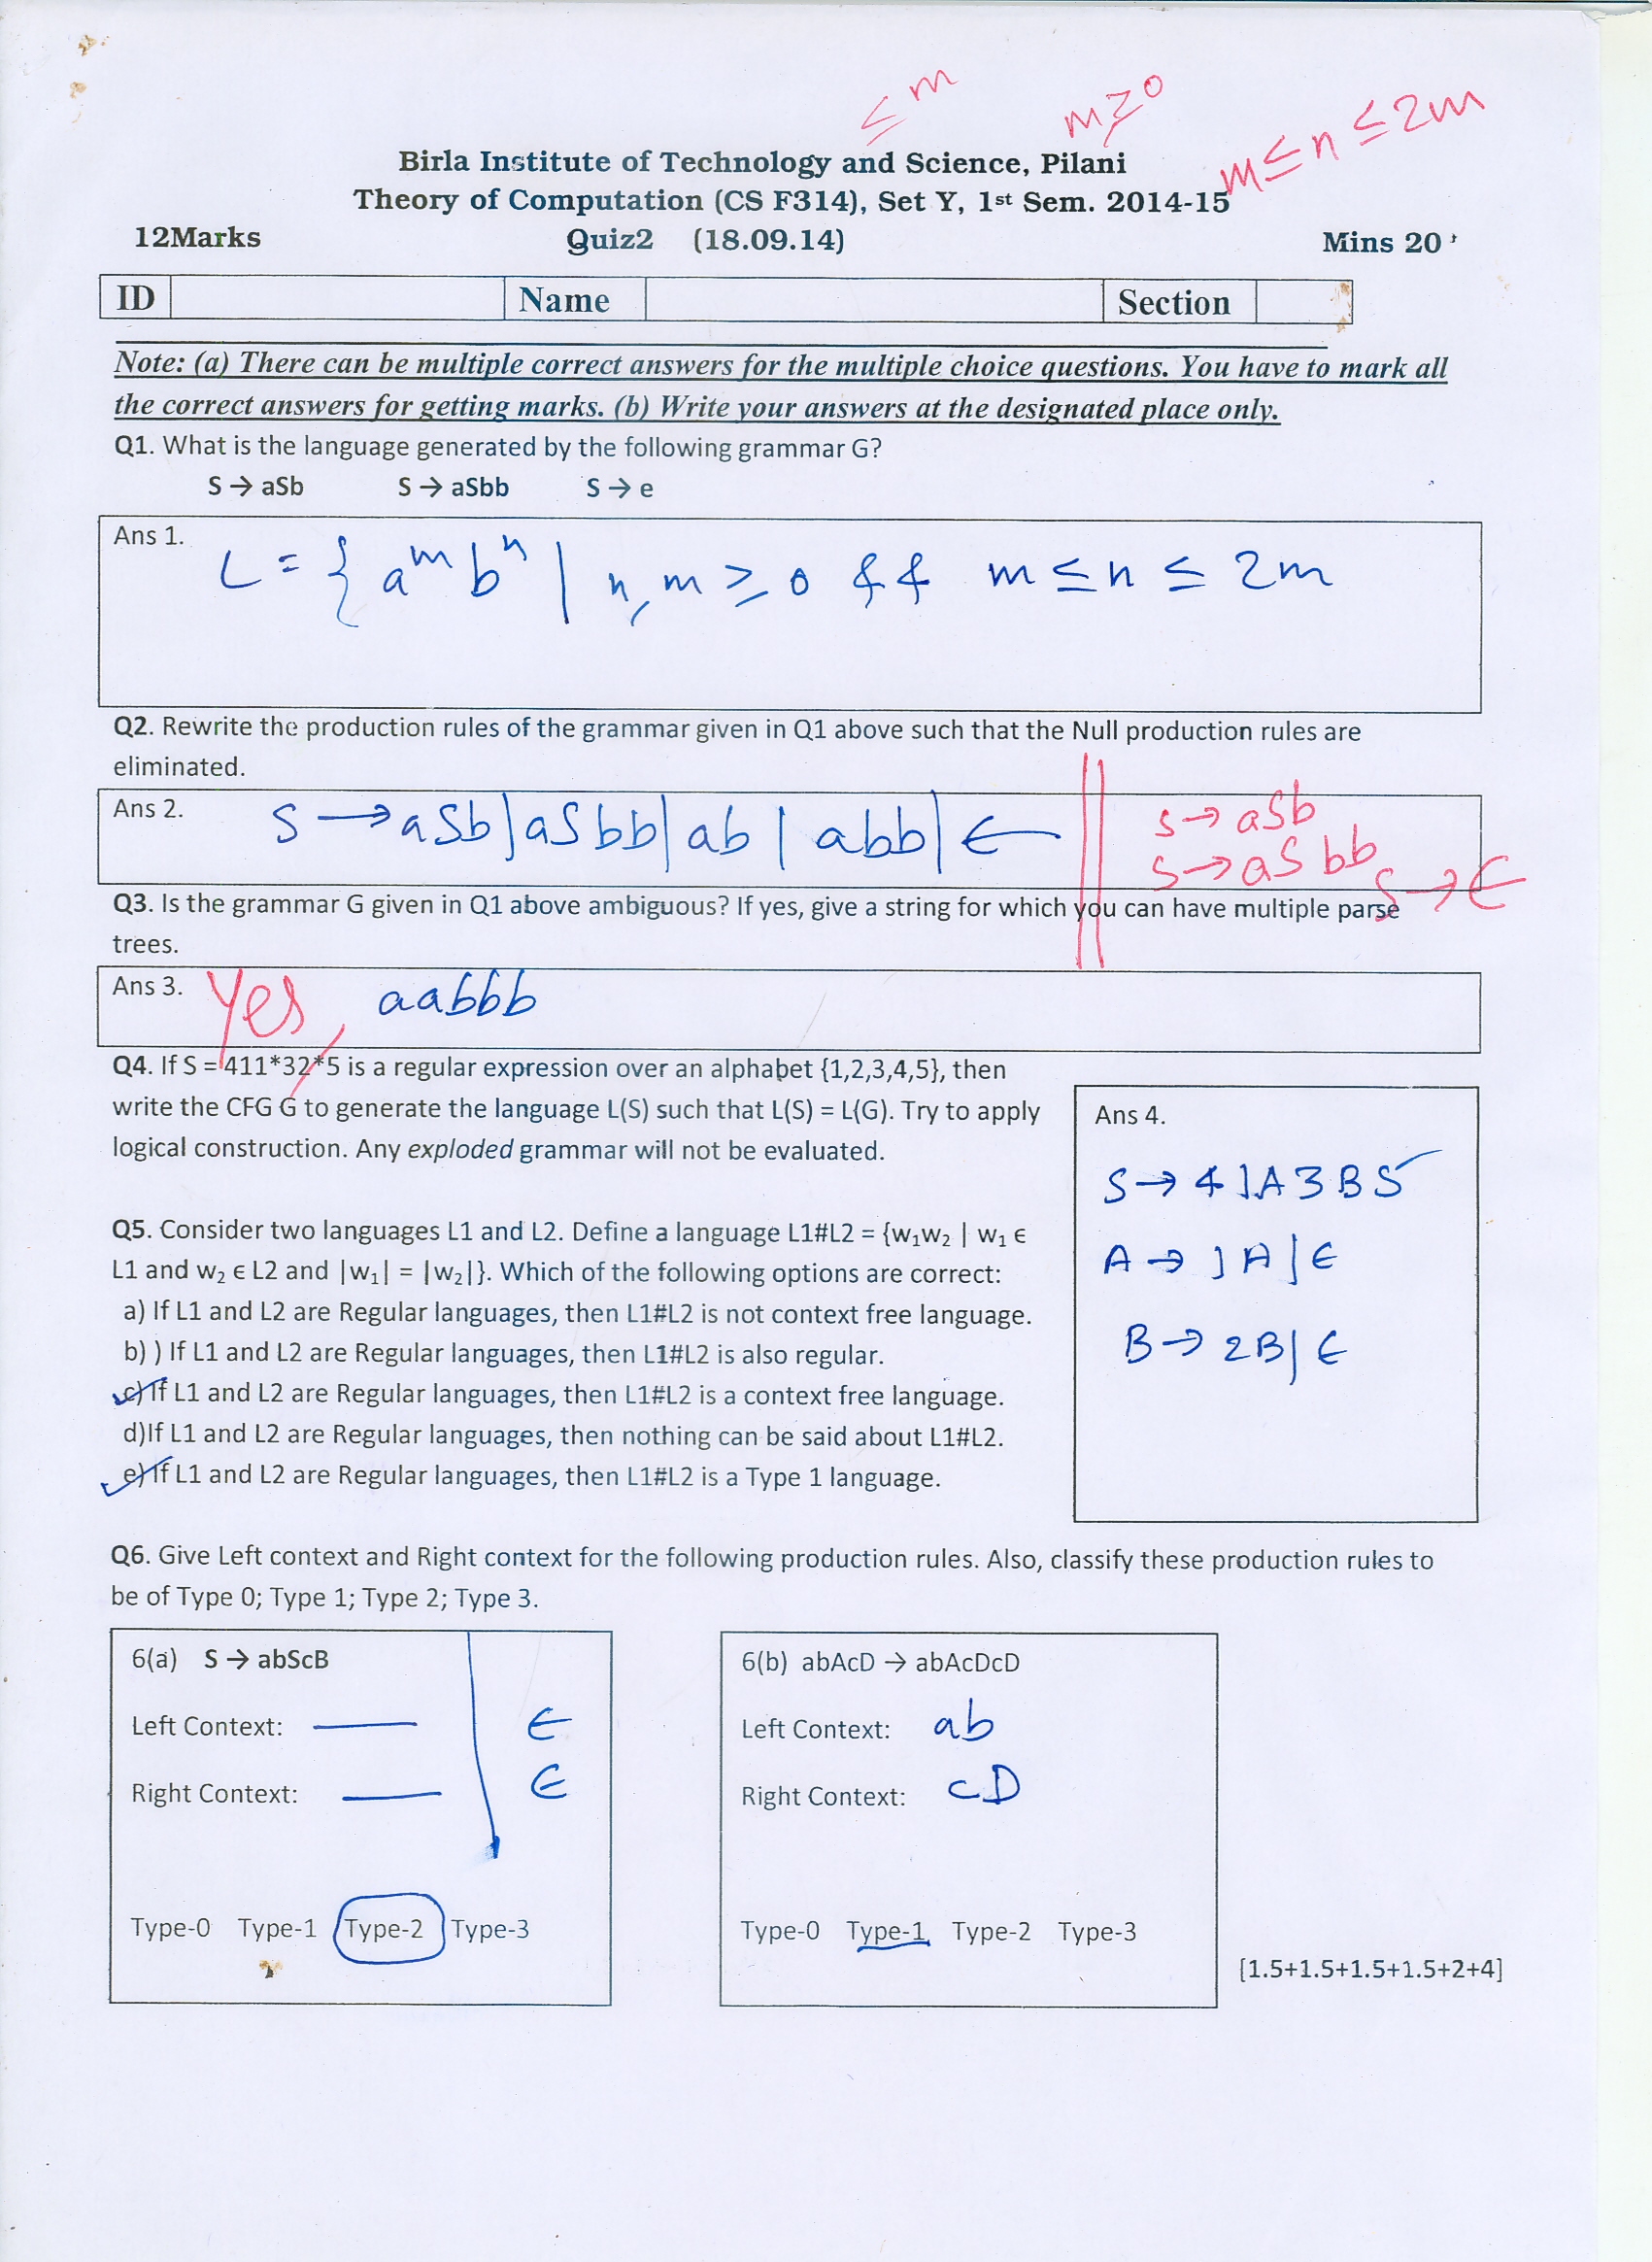 ≤ m m ≥ 0 m ≤ n ≤ 2m
Birla Institute of Technology and Science, Pilani
Theory of Computation (CS F314), Set Y, 1st Sem. 2014-15
12Marks Quiz2 (18.09.14) Mins 20
ID Name Section
Note: (a) There can be multiple correct answers for the multiple choice questions. You have to mark all
the correct answers for getting marks. (b) Write your answers at the designated place only.
Q1. What is the language generated by the following grammar G?
S → aSb S → aSbb S → e
Ans 1.
L = { a^m b^n | n, m ≥ 0 && m ≤ n ≤ 2m
Q2. Rewrite the production rules of the grammar given in Q1 above such that the Null production rules are
eliminated.
Ans 2. S → aSb | aSbb | ab | abb | ∈
S → aSb
S → aSbb
S → ∈
Q3. Is the grammar G given in Q1 above ambiguous? If yes, give a string for which you can have multiple parse
trees.
Ans 3. Yes, aabbb
Q4. If S = 411*32*5 is a regular expression over an alphabet {1,2,3,4,5}, then
write the CFG G to generate the language L(S) such that L(S) = L(G). Try to apply
logical construction. Any exploded grammar will not be evaluated.
Ans 4.
S → 41A3B5
A → 1A | ∈
B → 2B | ∈
Q5. Consider two languages L1 and L2. Define a language L1#L2 = {w₁w₂ | w₁ ∈
L1 and w₂ ∈ L2 and |w₁| = |w₂|}. Which of the following options are correct:
a) If L1 and L2 are Regular languages, then L1#L2 is not context free language.
b) ) If L1 and L2 are Regular languages, then L1#L2 is also regular.
c) If L1 and L2 are Regular languages, then L1#L2 is a context free language.
d)If L1 and L2 are Regular languages, then nothing can be said about L1#L2.
e) If L1 and L2 are Regular languages, then L1#L2 is a Type 1 language.
Q6. Give Left context and Right context for the following production rules. Also, classify these production rules to
be of Type 0; Type 1; Type 2; Type 3.
6(a) S → abScB
Left Context: — ∈
Right Context: — ∈
Type-0 Type-1 Type-2 Type-3
6(b) abAcD → abAcDcD
Left Context: ab
Right Context: cD
Type-0 Type-1 Type-2 Type-3
[1.5+1.5+1.5+1.5+2+4]